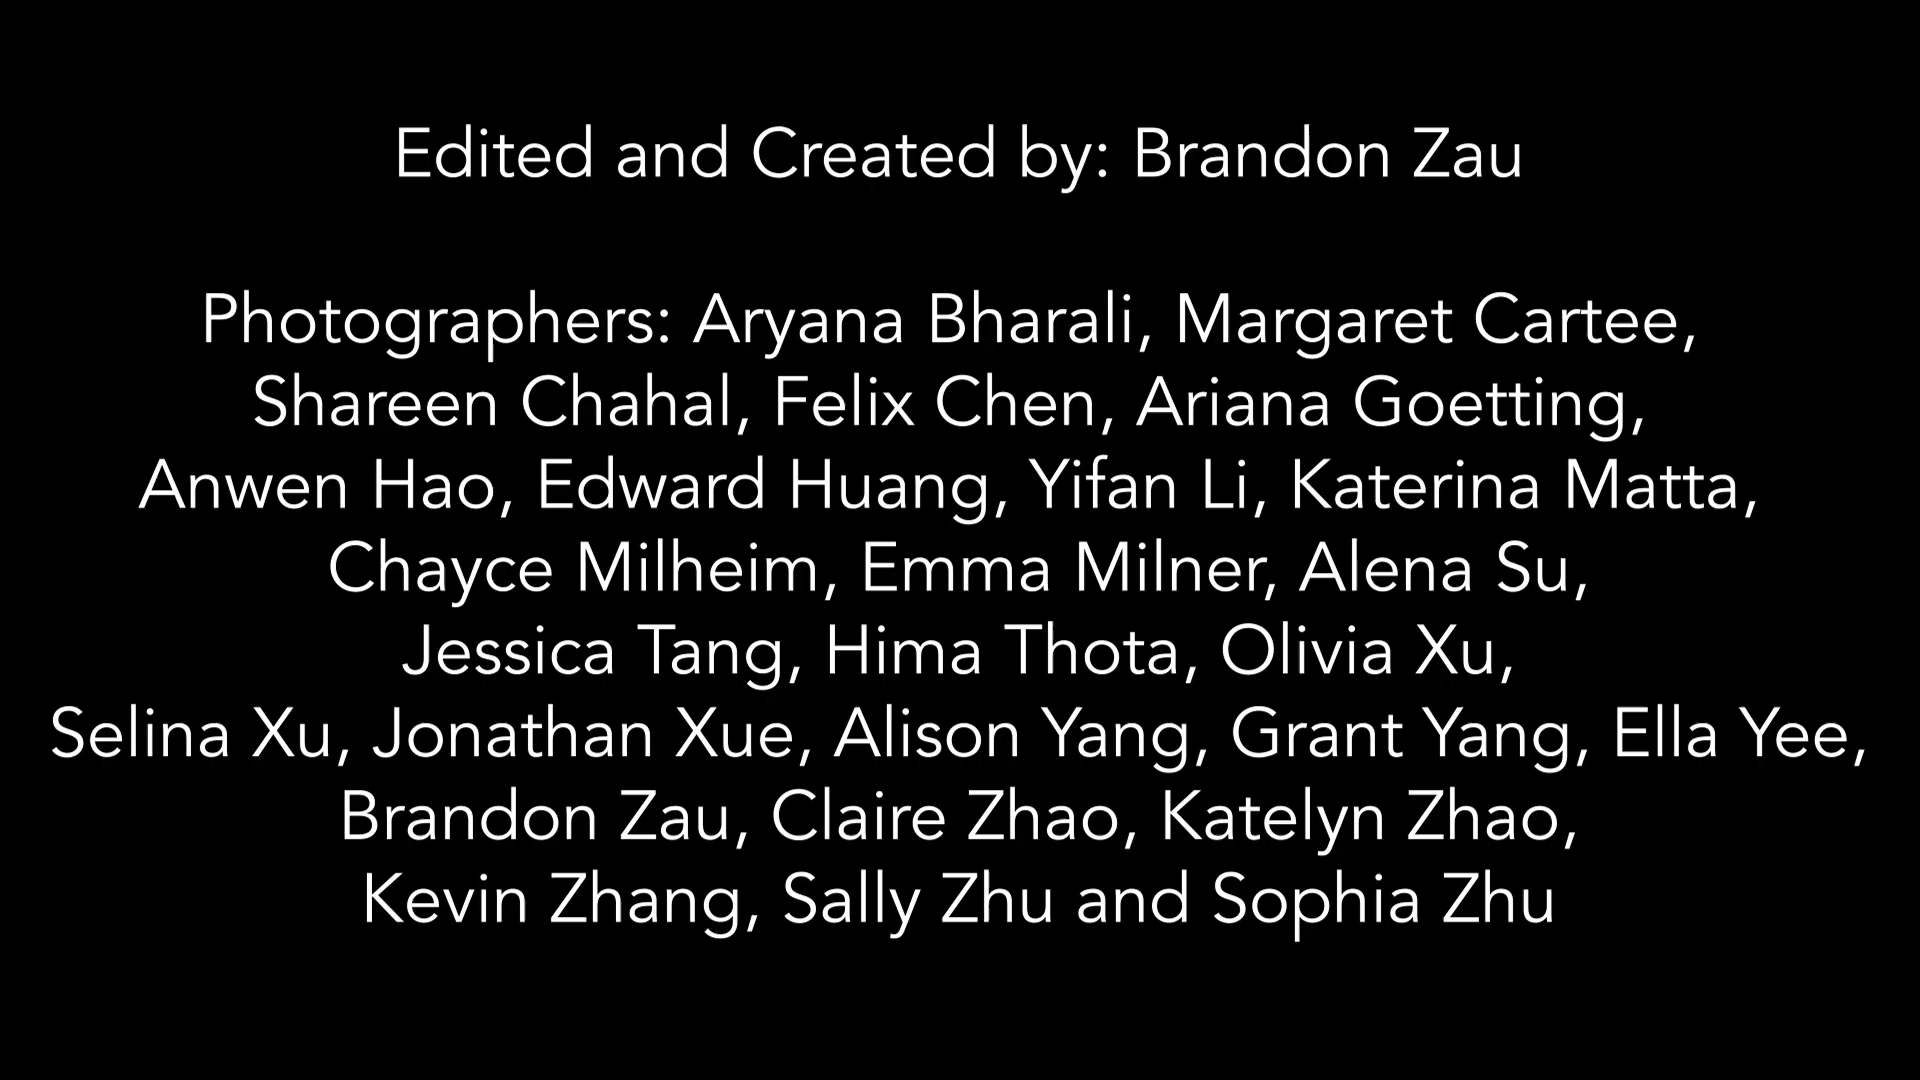 Edited and Created by: Brandon Zau
Photographers: Aryana Bharali, Margaret Cartee,
Shareen Chahal, Felix Chen, Ariana Goetting,
Anwen Hao, Edward Huang, Yifan Li, Katerina Matta,
Chayce Milheim, Emma Milner, Alena Su,
Jessica Tang, Hima Thota, Olivia Xu,
Selina Xu, Jonathan Xue, Alison Yang, Grant Yang, Ella Yee,
Brandon Zau, Claire Zhao, Katelyn Zhao,
Kevin Zhang, Sally Zhu and Sophia Zhu